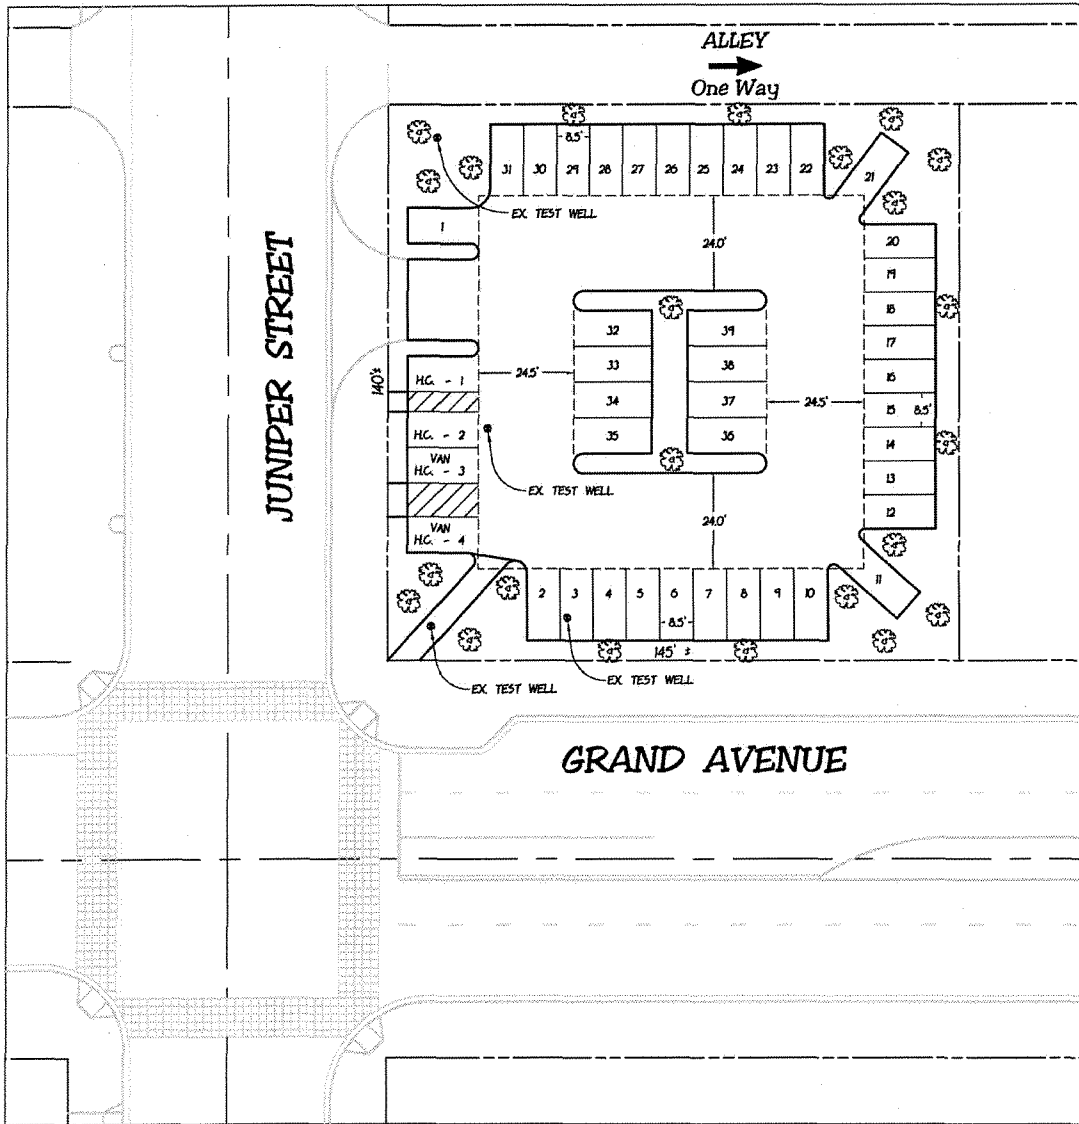 ALLEY
One Way
31 30 29 28 27 26 25 24 23 22
8.5'
21
EX. TEST WELL
1
24.0'
20
19
18
17
16
15
8.5'
14
13
12
11
JUNIPER STREET
140'±
H.C. - 1
H.C. - 2
VAN
H.C. - 3
VAN
H.C. - 4
24.5'
32
33
34
35
39
38
37
36
24.5'
EX. TEST WELL
24.0'
2 3 4 5 6 7 8 9 10
8.5'
145' ±
EX. TEST WELL
EX. TEST WELL
GRAND AVENUE